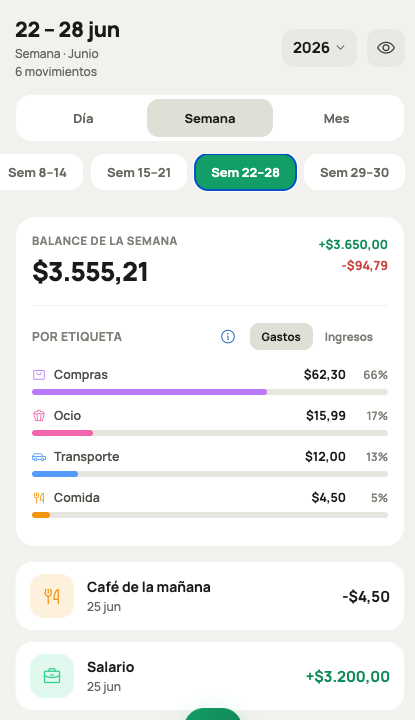 22 – 28 jun
Semana · Junio
6 movimientos
2026
Día
Semana
Mes
Sem 8–14
Sem 15–21
Sem 22–28
Sem 29–30
BALANCE DE LA SEMANA
$3.555,21
+$3.650,00
-$94,79
POR ETIQUETA
Gastos
Ingresos
Compras $62,30 66%
Ocio $15,99 17%
Transporte $12,00 13%
Comida $4,50 5%
Café de la mañana
25 jun
-$4,50
Salario
25 jun
+$3.200,00